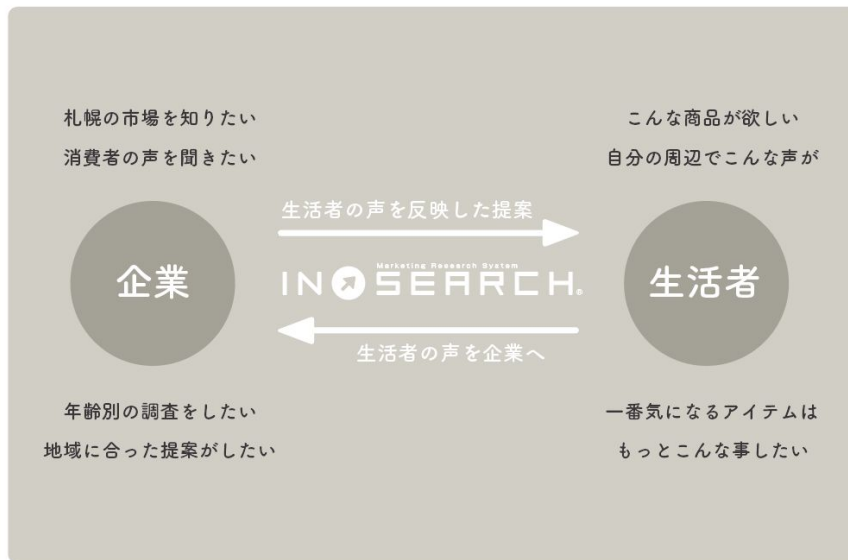 札幌の市場を知りたい
消費者の声を聞きたい
企業
年齢別の調査をしたい
地域に合った提案がしたい
生活者の声を反映した提案
Marketing Research System
INSEARCH®
生活者の声を企業へ
こんな商品が欲しい
自分の周辺でこんな声が
生活者
一番気になるアイテムは
もっとこんな事したい